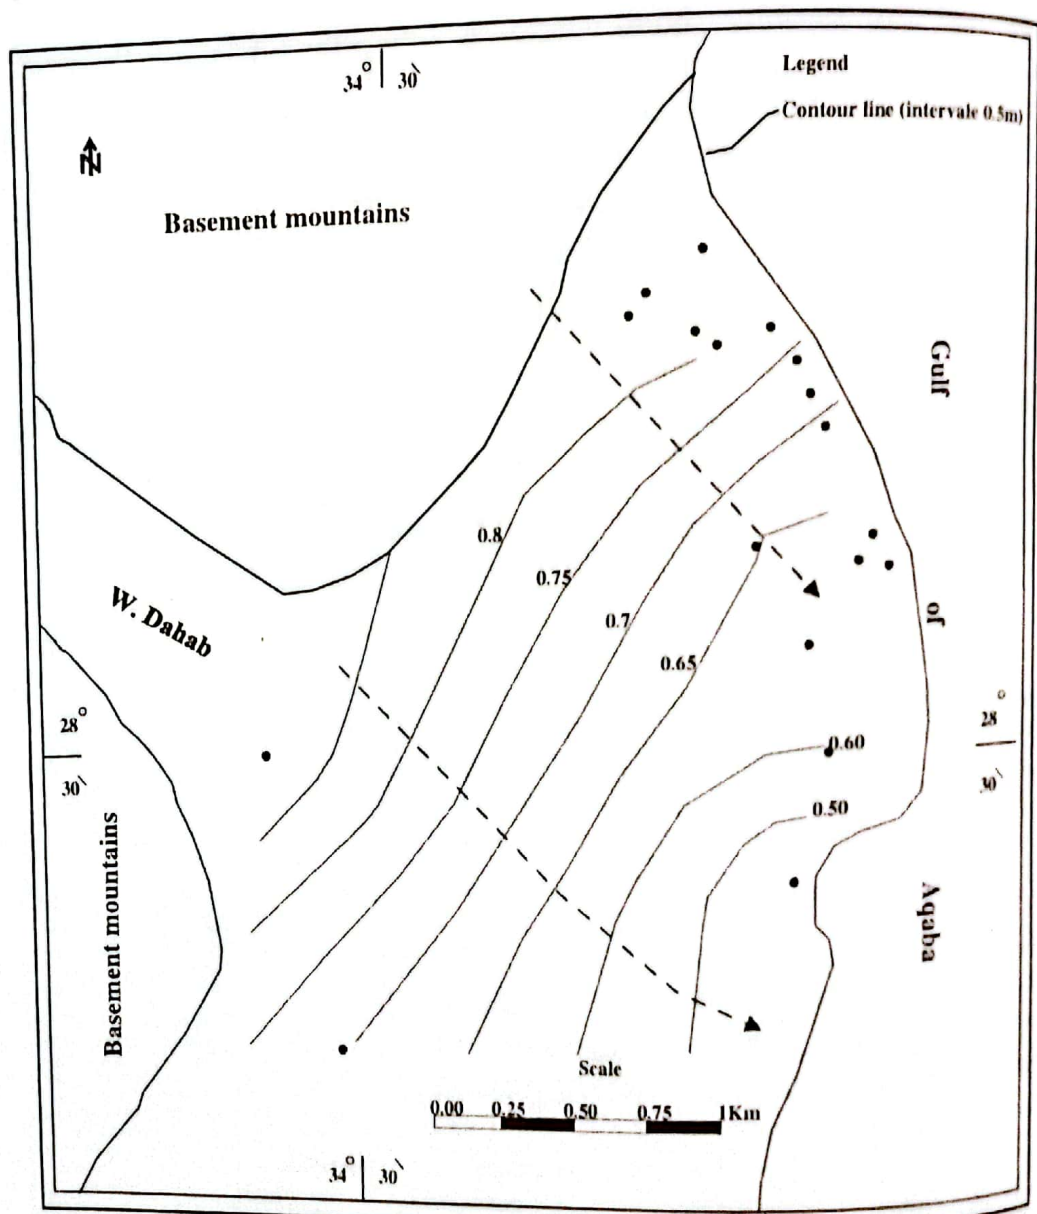 34° 30\
Legend
Contour line (intervale 0.5m)
N
Basement mountains
Gulf
of
Aqaba
0.8
0.75
0.7
0.65
W. Dahab
28°
30\
28°
30\
0.60
0.50
Basement mountains
Scale
0.00 0.25 0.50 0.75 1Km
34° 30\